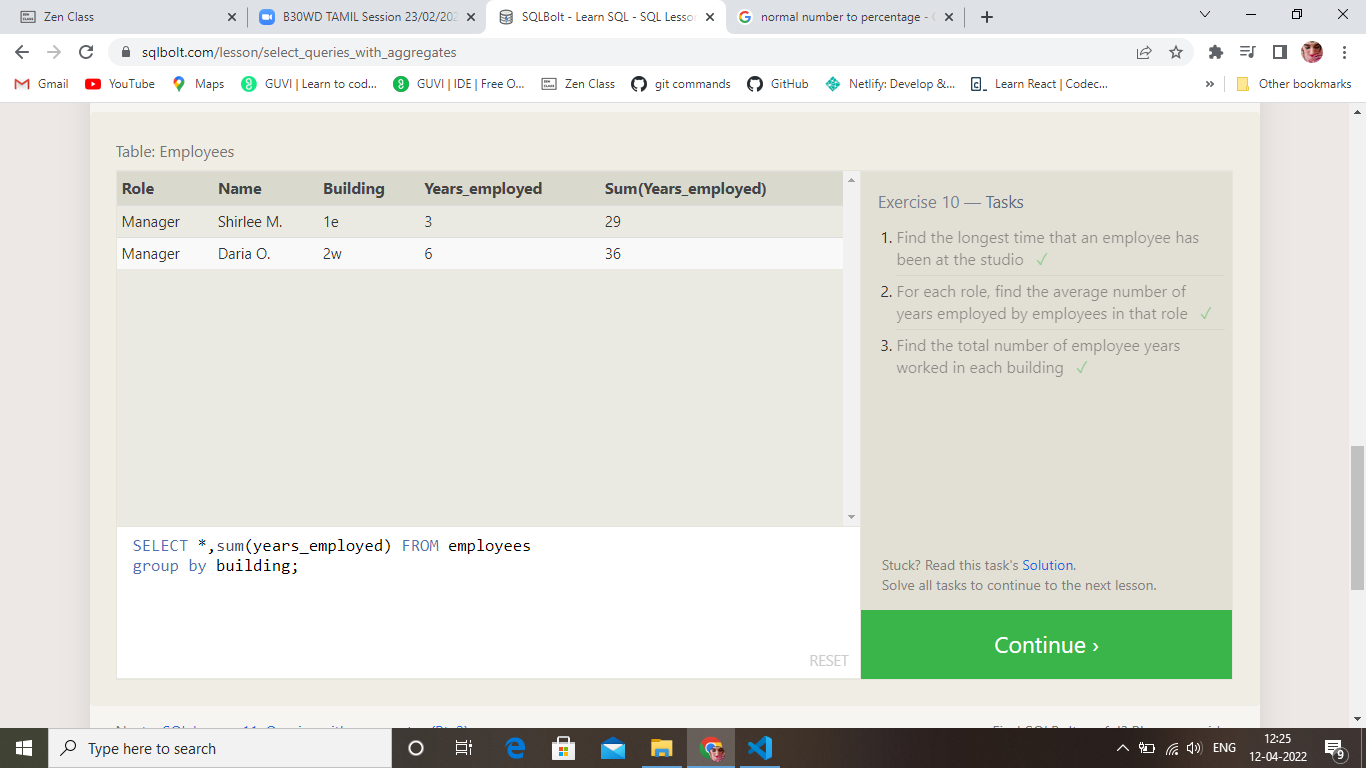 Zen Class
B30WD TAMIL Session 23/02/202
SQLBolt - Learn SQL - SQL Lesson
normal number to percentage -
sqlbolt.com/lesson/select_queries_with_aggregates
Gmail YouTube Maps GUVI | Learn to cod... GUVI | IDE | Free O... Zen Class git commands GitHub Netlify: Develop &... Learn React | Codec... » Other bookmarks
Table: Employees
Role Name Building Years_employed Sum(Years_employed)
Manager Shirlee M. 1e 3 29
Manager Daria O. 2w 6 36
SELECT *,sum(years_employed) FROM employees
group by building;
RESET
Exercise 10 — Tasks
1. Find the longest time that an employee has
been at the studio ✓
2. For each role, find the average number of
years employed by employees in that role ✓
3. Find the total number of employee years
worked in each building ✓
Stuck? Read this task's Solution.
Solve all tasks to continue to the next lesson.
Continue ›
Type here to search
ENG
12:25
12-04-2022
9